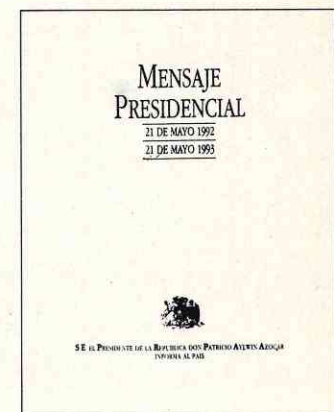 MENSAJE
PRESIDENCIAL
21 DE MAYO 1992
21 DE MAYO 1993
S E EL PRESIDENTE DE LA REPUBLICA DON PATRICIO AYLWIN AZOCAR
INFORMA AL PAIS